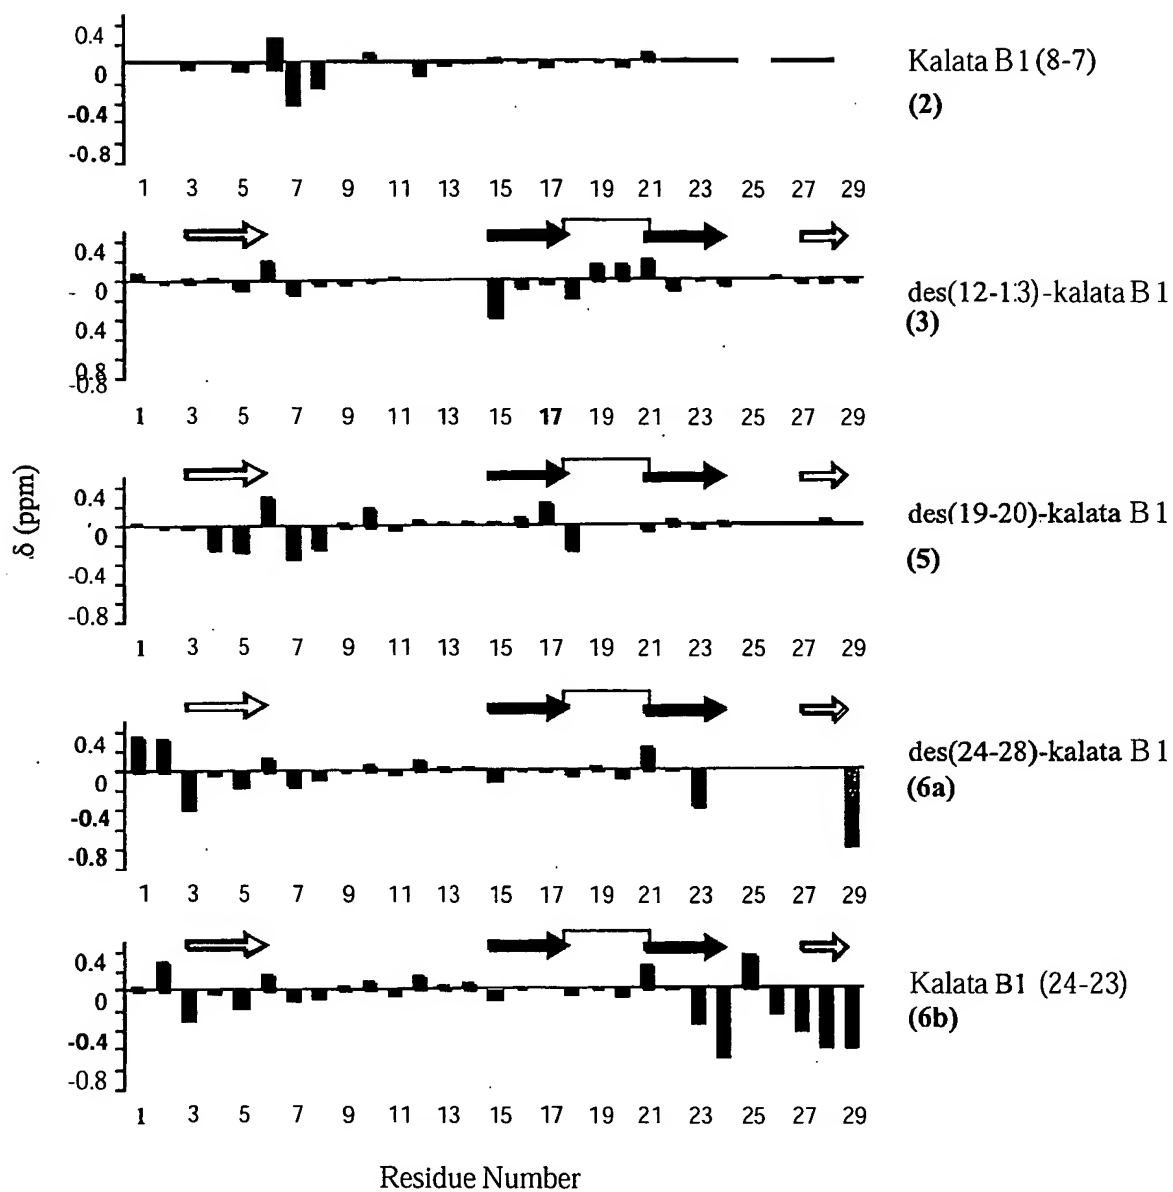 0.4
0
-0.4
-0.8
Kalata B1 (8-7)
(2)
1 3 5 7 9 11 13 15 17 19 21 23 25 27 29
0.4
- 0
0.4
-0.8
des(12-13)-kalata B1
(3)
1 3 5 7 9 11 13 15 17 19 21 23 25 27 29
0.4
0
-0.4
-0.8
des(19-20)-kalata B1
(5)
1 3 5 7 9 11 13 15 17 19 21 23 25 27 29
δ (ppm)
0.4
0
-0.4
-0.8
des(24-28)-kalata B1
(6a)
1 3 5 7 9 11 13 15 17 19 21 23 25 27 29
0.4
0
-0.4
-0.8
Kalata B1 (24-23)
(6b)
1 3 5 7 9 11 13 15 17 19 21 23 25 27 29
Residue Number